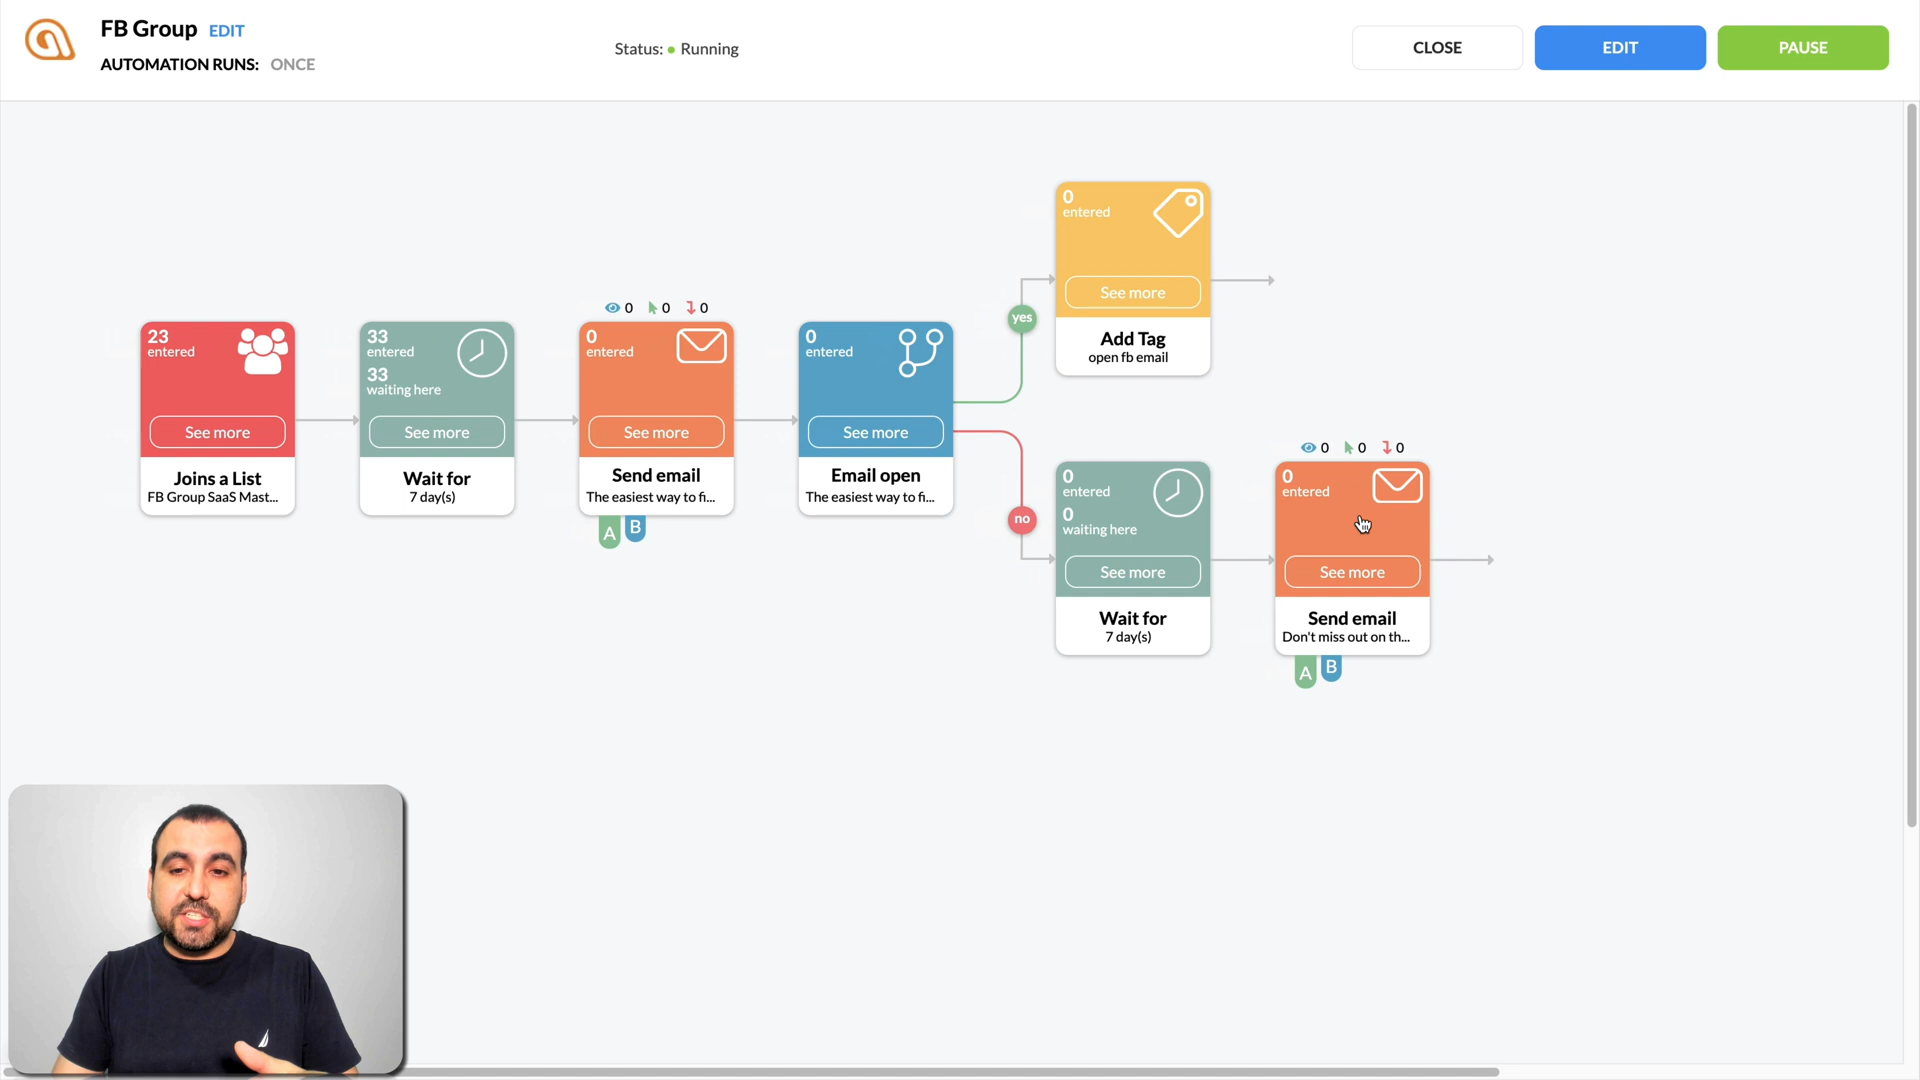 FB Group EDIT
AUTOMATION RUNS: ONCE
Status: Running
CLOSE
EDIT
PAUSE
0
entered
See more
Add Tag
open fb email
23
entered
See more
Joins a List
FB Group SaaS Mast...
33
entered
33
waiting here
See more
Wait for
7 day(s)
0 0 0
0
entered
See more
Send email
The easiest way to fi...
A B
0
entered
See more
Email open
The easiest way to fi...
yes
no
0
entered
0
waiting here
See more
Wait for
7 day(s)
0 0 0
0
entered
See more
Send email
Don't miss out on th...
A B